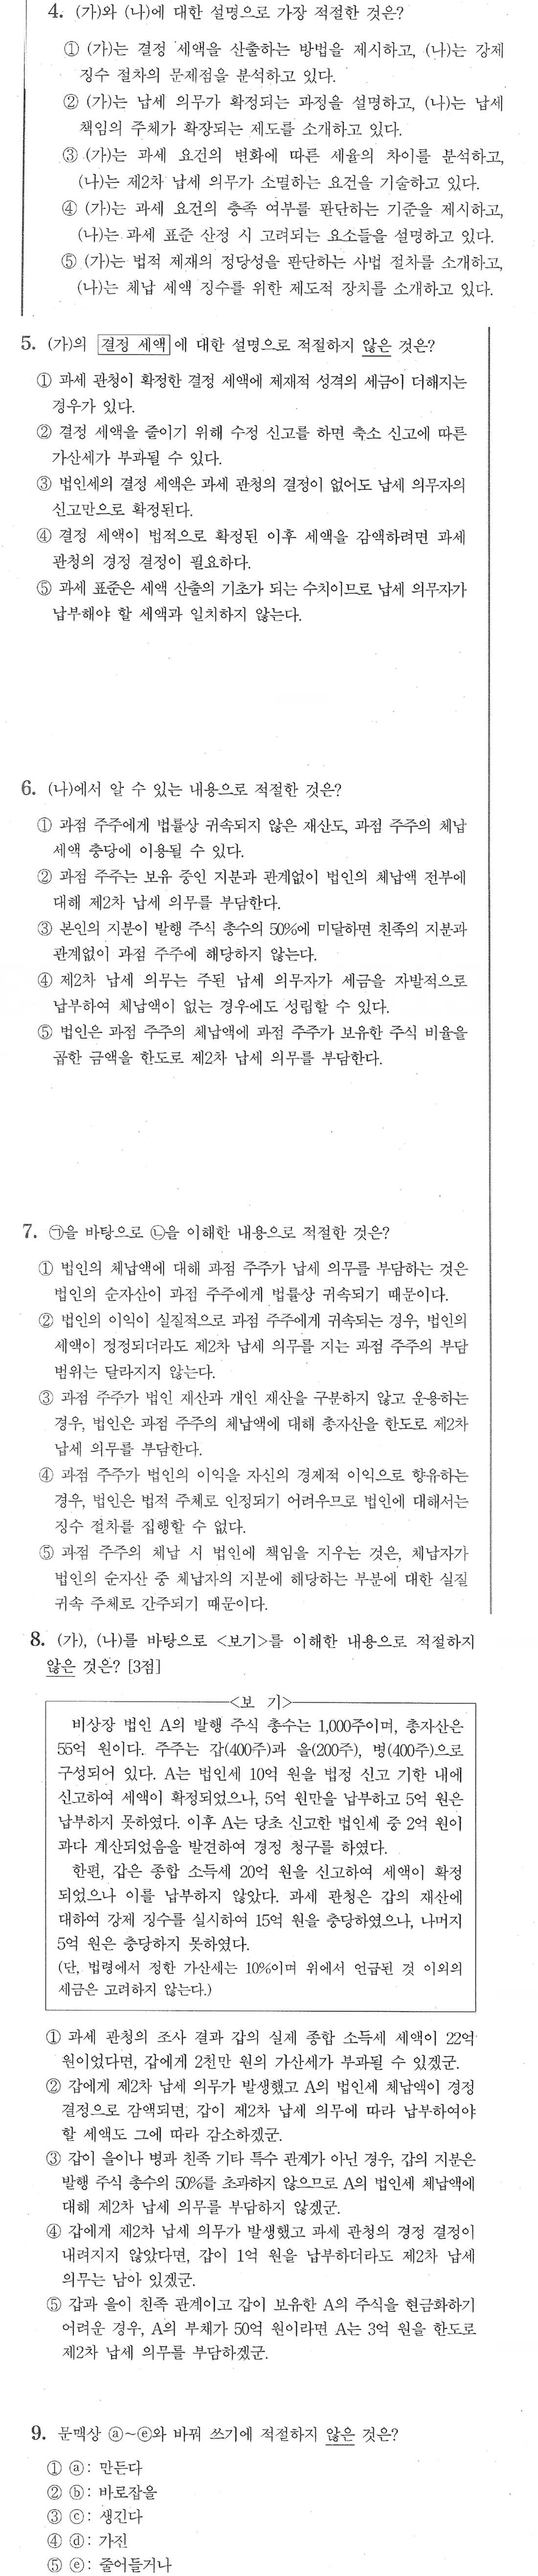 4. (가)와 (나)에 대한 설명으로 가장 적절한 것은?
① (가)는 결정 세액을 산출하는 방법을 제시하고, (나)는 강제
징수 절차의 문제점을 분석하고 있다.
② (가)는 납세 의무가 확정되는 과정을 설명하고, (나)는 납세
책임의 주체가 확장되는 제도를 소개하고 있다.
③ (가)는 과세 요건의 변화에 따른 세율의 차이를 분석하고,
(나)는 제2차 납세 의무가 소멸하는 요건을 기술하고 있다.
④ (가)는 과세 요건의 충족 여부를 판단하는 기준을 제시하고,
(나)는 과세 표준 산정 시 고려되는 요소들을 설명하고 있다.
⑤ (가)는 법적 제재의 정당성을 판단하는 사법 절차를 소개하고,
(나)는 체납 세액 징수를 위한 제도적 장치를 소개하고 있다.
5. (가)의 결정 세액에 대한 설명으로 적절하지 않은 것은?
① 과세 관청이 확정한 결정 세액에 제재적 성격의 세금이 더해지는
경우가 있다.
② 결정 세액을 줄이기 위해 수정 신고를 하면 축소 신고에 따른
가산세가 부과될 수 있다.
③ 법인세의 결정 세액은 과세 관청의 결정이 없어도 납세 의무자의
신고만으로 확정된다.
④ 결정 세액이 법적으로 확정된 이후 세액을 감액하려면 과세
관청의 경정 결정이 필요하다.
⑤ 과세 표준은 세액 산출의 기초가 되는 수치이므로 납세 의무자가
납부해야 할 세액과 일치하지 않는다.
6. (나)에서 알 수 있는 내용으로 적절한 것은?
① 과점 주주에게 법률상 귀속되지 않은 재산도, 과점 주주의 체납
세액 충당에 이용될 수 있다.
② 과점 주주는 보유 중인 지분과 관계없이 법인의 체납액 전부에
대해 제2차 납세 의무를 부담한다.
③ 본인의 지분이 발행 주식 총수의 50%에 미달하면 친족의 지분과
관계없이 과점 주주에 해당하지 않는다.
④ 제2차 납세 의무는 주된 납세 의무자가 세금을 자발적으로
납부하여 체납액이 없는 경우에도 성립할 수 있다.
⑤ 법인은 과점 주주의 체납액에 과점 주주가 보유한 주식 비율을
곱한 금액을 한도로 제2차 납세 의무를 부담한다.
7. ㉠을 바탕으로 ㉡을 이해한 내용으로 적절한 것은?
① 법인의 체납액에 대해 과점 주주가 납세 의무를 부담하는 것은
법인의 순자산이 과점 주주에게 법률상 귀속되기 때문이다.
② 법인의 이익이 실질적으로 과점 주주에게 귀속되는 경우, 법인의
세액이 정정되더라도 제2차 납세 의무를 지는 과점 주주의 부담
범위는 달라지지 않는다.
③ 과점 주주가 법인 재산과 개인 재산을 구분하지 않고 운용하는
경우, 법인은 과점 주주의 체납액에 대해 총자산을 한도로 제2차
납세 의무를 부담한다.
④ 과점 주주가 법인의 이익을 자신의 경제적 이익으로 향유하는
경우, 법인은 법적 주체로 인정되기 어려우므로 법인에 대해서는
징수 절차를 집행할 수 없다.
⑤ 과점 주주의 체납 시 법인에 책임을 지우는 것은, 체납자가
법인의 순자산 중 체납자의 지분에 해당하는 부분에 대한 실질
귀속 주체로 간주되기 때문이다.
8. (가), (나)를 바탕으로 <보기>를 이해한 내용으로 적절하지
않은 것은? [3점]
<보 기>
비상장 법인 A의 발행 주식 총수는 1,000주이며, 총자산은
55억 원이다. 주주는 갑(400주)과 을(200주), 병(400주)으로
구성되어 있다. A는 법인세 10억 원을 법정 신고 기한 내에
신고하여 세액이 확정되었으나, 5억 원만을 납부하고 5억 원은
납부하지 못하였다. 이후 A는 당초 신고한 법인세 중 2억 원이
과다 계산되었음을 발견하여 경정 청구를 하였다.
한편, 갑은 종합 소득세 20억 원을 신고하여 세액이 확정
되었으나 이를 납부하지 않았다. 과세 관청은 갑의 재산에
대하여 강제 징수를 실시하여 15억 원을 충당하였으나, 나머지
5억 원은 충당하지 못하였다.
(단, 법령에서 정한 가산세는 10%이며 위에서 언급된 것 이외의
세금은 고려하지 않는다.)
① 과세 관청의 조사 결과 갑의 실제 종합 소득세 세액이 22억
원이었다면, 갑에게 2천만 원의 가산세가 부과될 수 있겠군.
② 갑에게 제2차 납세 의무가 발생했고 A의 법인세 체납액이 경정
결정으로 감액되면, 갑이 제2차 납세 의무에 따라 납부하여야
할 세액도 그에 따라 감소하겠군.
③ 갑이 을이나 병과 친족 기타 특수 관계가 아닌 경우, 갑의 지분은
발행 주식 총수의 50%를 초과하지 않으므로 A의 법인세 체납액에
대해 제2차 납세 의무를 부담하지 않겠군.
④ 갑에게 제2차 납세 의무가 발생했고 과세 관청의 경정 결정이
내려지지 않았다면, 갑이 1억 원을 납부하더라도 제2차 납세
의무는 남아 있겠군.
⑤ 갑과 을이 친족 관계이고 갑이 보유한 A의 주식을 현금화하기
어려운 경우, A의 부채가 50억 원이라면 A는 3억 원을 한도로
제2차 납세 의무를 부담하겠군.
9. 문맥상 ⓐ~ⓔ와 바꿔 쓰기에 적절하지 않은 것은?
① ⓐ: 만든다
② ⓑ: 바로잡을
③ ⓒ: 생긴다
④ ⓓ: 가진
⑤ ⓔ: 줄어들거나